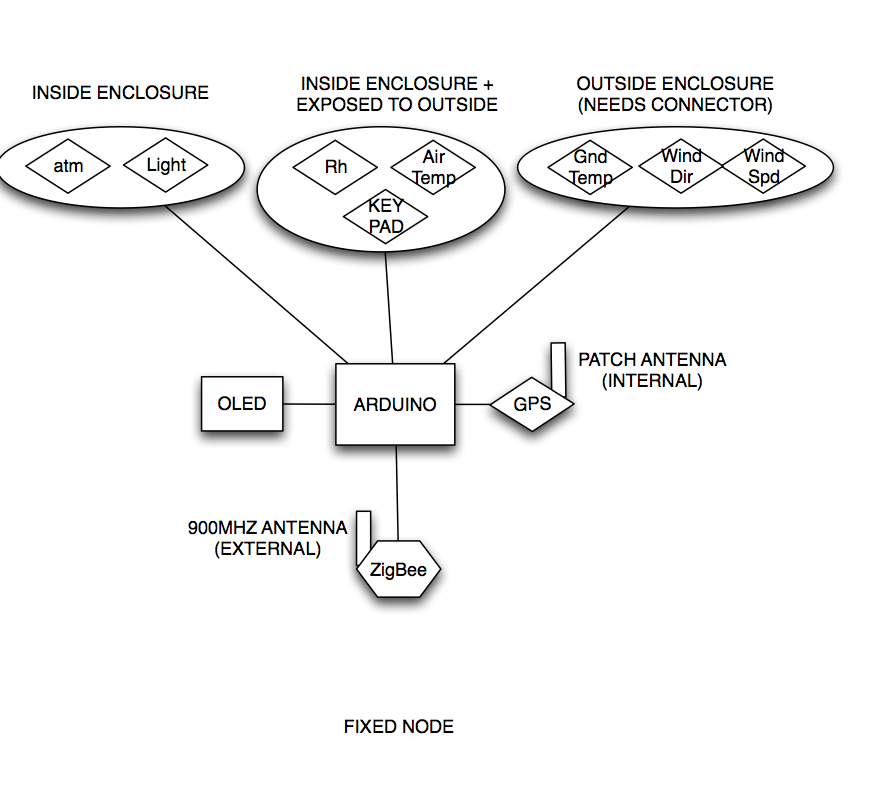 INSIDE ENCLOSURE
INSIDE ENCLOSURE +
EXPOSED TO OUTSIDE
OUTSIDE ENCLOSURE
(NEEDS CONNECTOR)
atm
Light
Rh
Air
Temp
KEY
PAD
Gnd
Temp
Wind
Dir
Wind
Spd
PATCH ANTENNA
(INTERNAL)
OLED
ARDUINO
GPS
900MHZ ANTENNA
(EXTERNAL)
ZigBee
FIXED NODE